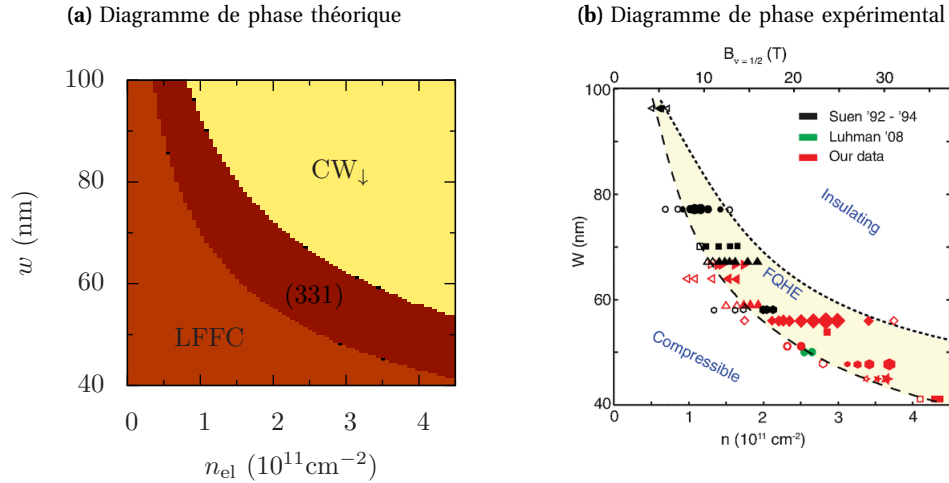 (a) Diagramme de phase théorique
100
80
60
40
w (nm)
CW↓
(331)
LFFC
0 1 2 3 4
n_el (10^11 cm^−2)
(b) Diagramme de phase expérimental
B_ν = 1/2 (T)
0 10 20 30
100
80
60
40
W (nm)
Suen '92 - '94
Luhman '08
Our data
Insulating
FQHE
Compressible
0 1 2 3 4
n (10^11 cm^-2)